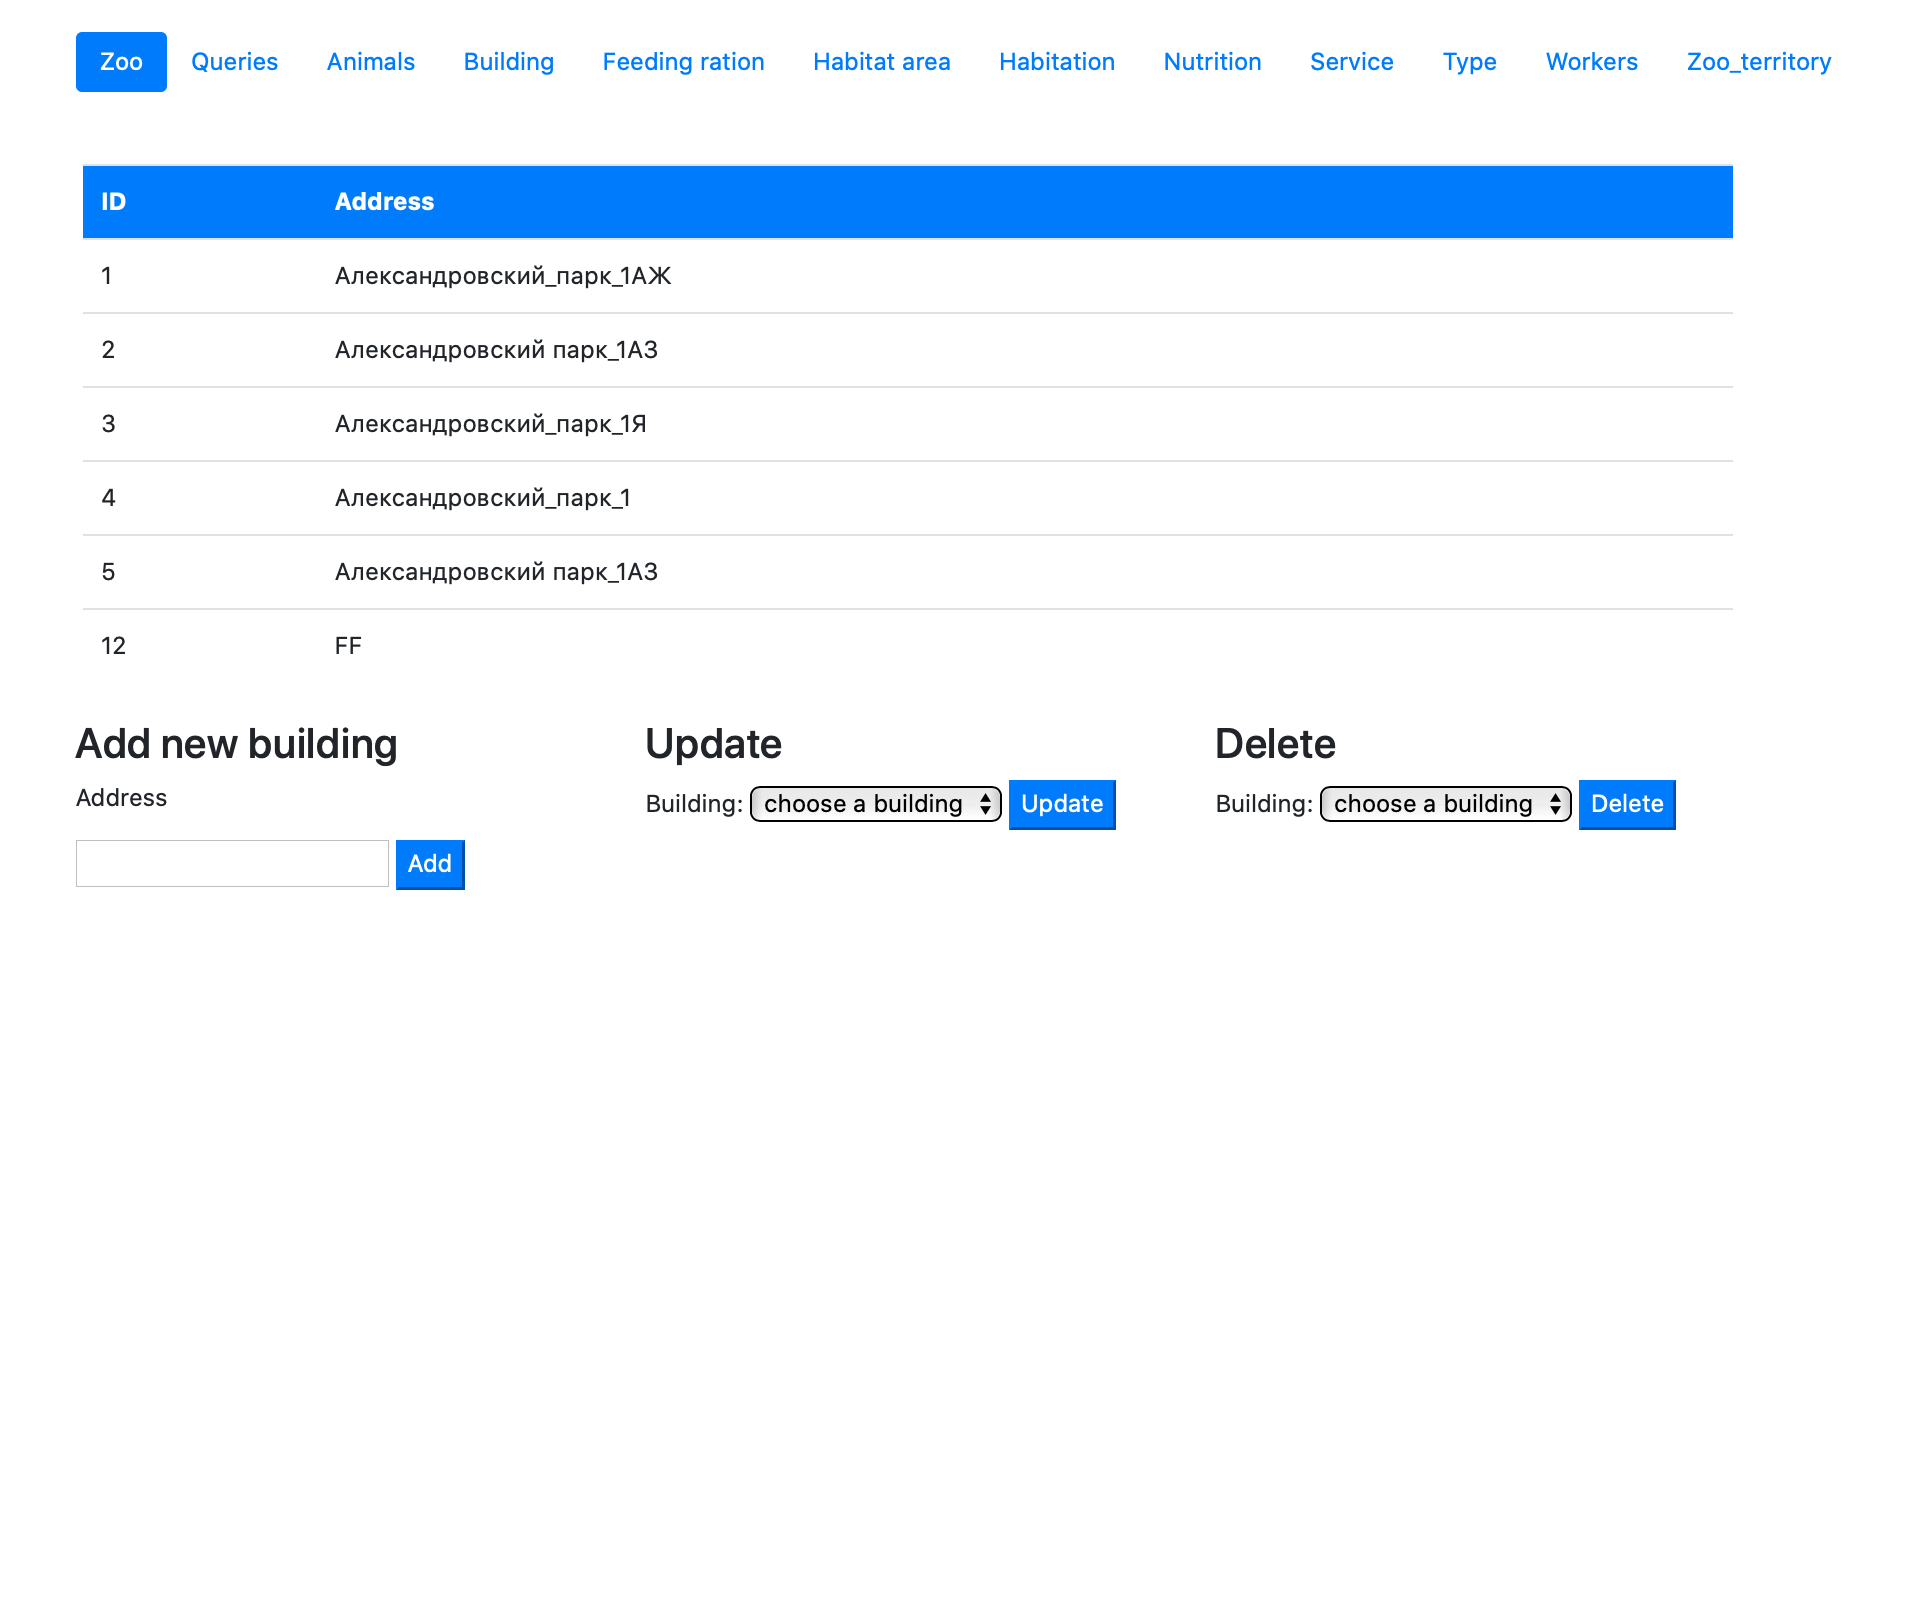 Zoo Queries Animals Building Feeding ration Habitat area Habitation Nutrition Service Type Workers Zoo_territory
ID Address
1 Александровский_парк_1АЖ
2 Александровский парк_1АЗ
3 Александровский_парк_1Я
4 Александровский_парк_1
5 Александровский парк_1АЗ
12 FF
Add new building
Address
Add
Update
Building: choose a building Update
Delete
Building: choose a building Delete